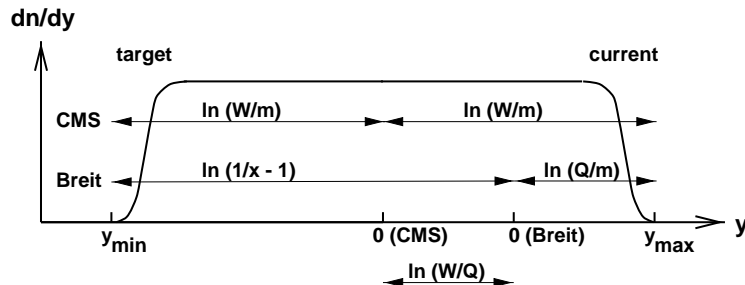 dn/dy
target current
CMS ln (W/m) ln (W/m)
Breit ln (1/x - 1) ln (Q/m)
y_min 0 (CMS) 0 (Breit) y_max y
ln (W/Q)